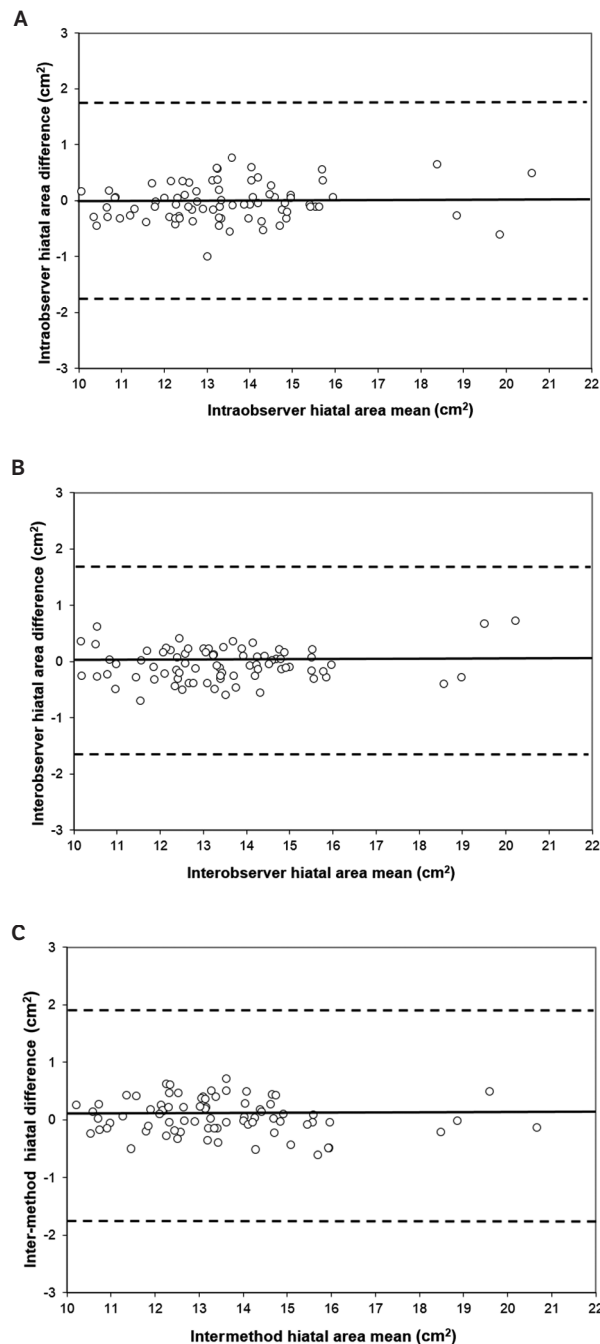 A
Intraobserver hiatal area difference (cm²)
3
2
1
0
-1
-2
-3
10 11 12 13 14 15 16 17 18 19 20 21 22
Intraobserver hiatal area mean (cm²)
B
Interobserver hiatal area difference (cm²)
3
2
1
0
-1
-2
-3
10 11 12 13 14 15 16 17 18 19 20 21 22
Interobserver hiatal area mean (cm²)
C
Inter-method hiatal difference (cm²)
3
2
1
0
-1
-2
-3
10 11 12 13 14 15 16 17 18 19 20 21 22
Intermethod hiatal area mean (cm²)